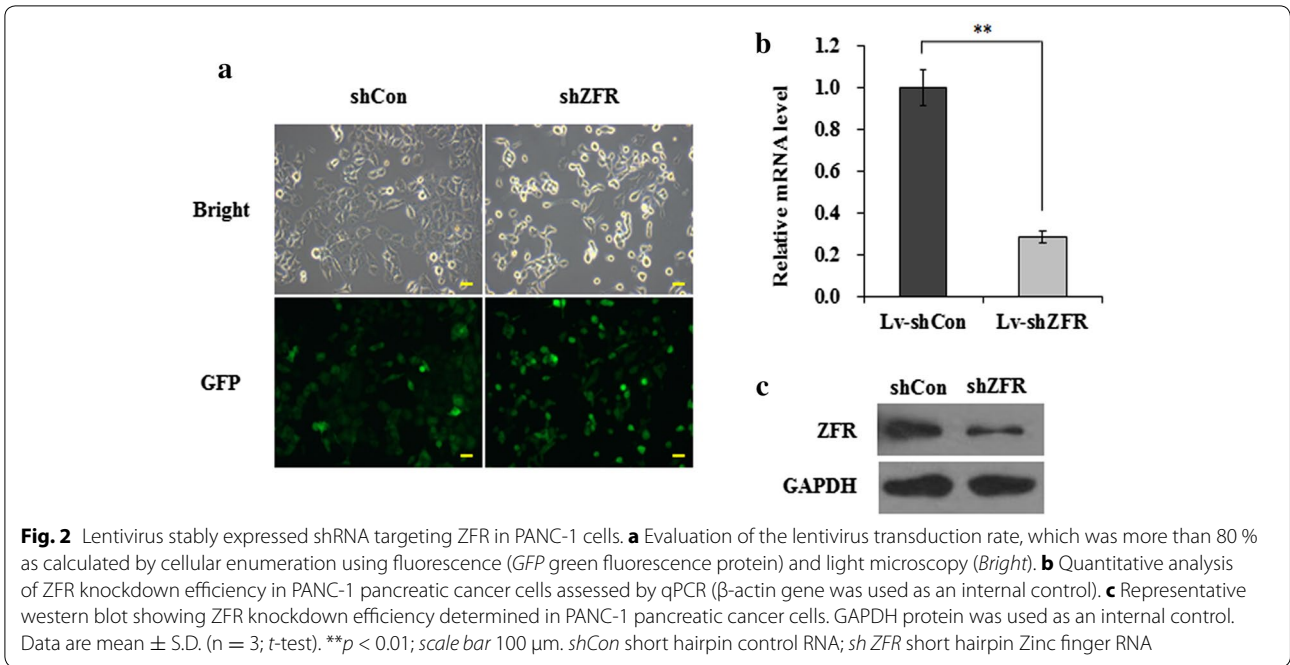 a
shCon shZFR
Bright
GFP
b
**
1.2
1.0
0.8
0.6
0.4
0.2
0.0
Relative mRNA level
Lv-shCon Lv-shZFR
c
shCon shZFR
ZFR
GAPDH
Fig. 2 Lentivirus stably expressed shRNA targeting ZFR in PANC-1 cells. a Evaluation of the lentivirus transduction rate, which was more than 80 %
as calculated by cellular enumeration using fluorescence (GFP green fluorescence protein) and light microscopy (Bright). b Quantitative analysis
of ZFR knockdown efficiency in PANC-1 pancreatic cancer cells assessed by qPCR (β-actin gene was used as an internal control). c Representative
western blot showing ZFR knockdown efficiency determined in PANC-1 pancreatic cancer cells. GAPDH protein was used as an internal control.
Data are mean ± S.D. (n = 3; t-test). **p < 0.01; scale bar 100 μm. shCon short hairpin control RNA; sh ZFR short hairpin Zinc finger RNA